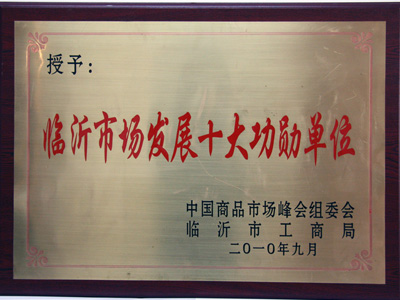 授予：
临沂市场发展十大功勋单位
中国商品市场峰会组委会
临沂市工商局
二〇一〇年九月